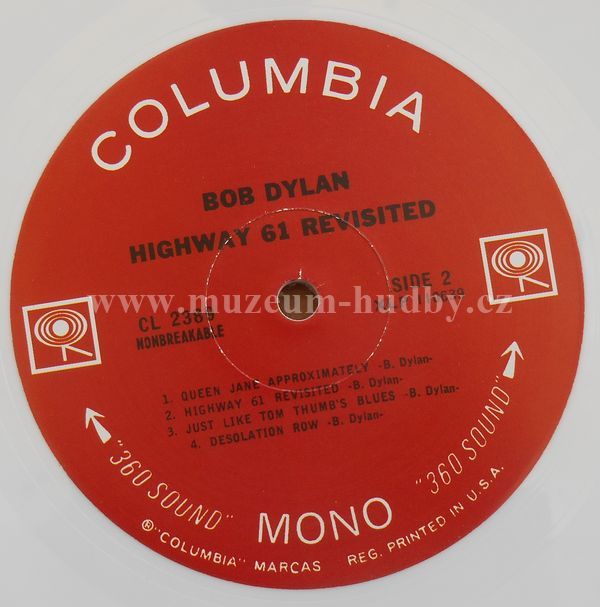 COLUMBIA
BOB DYLAN
HIGHWAY 61 REVISITED
SIDE 2
www.muzeum-hudby.cz
CL 2389
NONBREAKABLE
1. QUEEN JANE APPROXIMATELY -B. Dylan-
2. HIGHWAY 61 REVISITED -B. Dylan-
3. JUST LIKE TOM THUMB'S BLUES -B. Dylan-
4. DESOLATION ROW -B. Dylan-
"360 SOUND" MONO "360 SOUND"
® "COLUMBIA" MARCAS REG. PRINTED IN U.S.A.